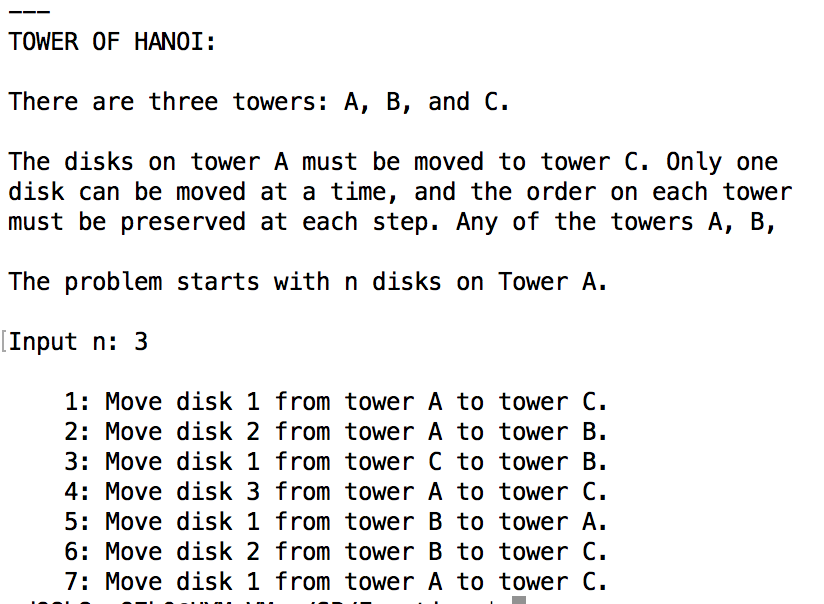 ---
TOWER OF HANOI:
There are three towers: A, B, and C.
The disks on tower A must be moved to tower C. Only one
disk can be moved at a time, and the order on each tower
must be preserved at each step. Any of the towers A, B,
The problem starts with n disks on Tower A.
[Input n: 3
1: Move disk 1 from tower A to tower C.
2: Move disk 2 from tower A to tower B.
3: Move disk 1 from tower C to tower B.
4: Move disk 3 from tower A to tower C.
5: Move disk 1 from tower B to tower A.
6: Move disk 2 from tower B to tower C.
7: Move disk 1 from tower A to tower C.